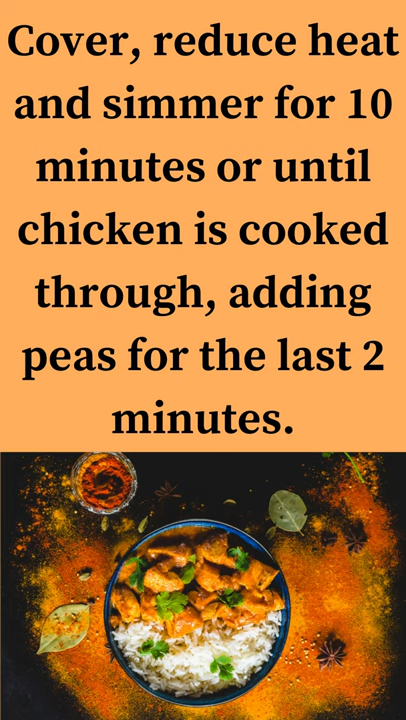 Cover, reduce heat
and simmer for 10
minutes or until
chicken is cooked
through, adding
peas for the last 2
minutes.